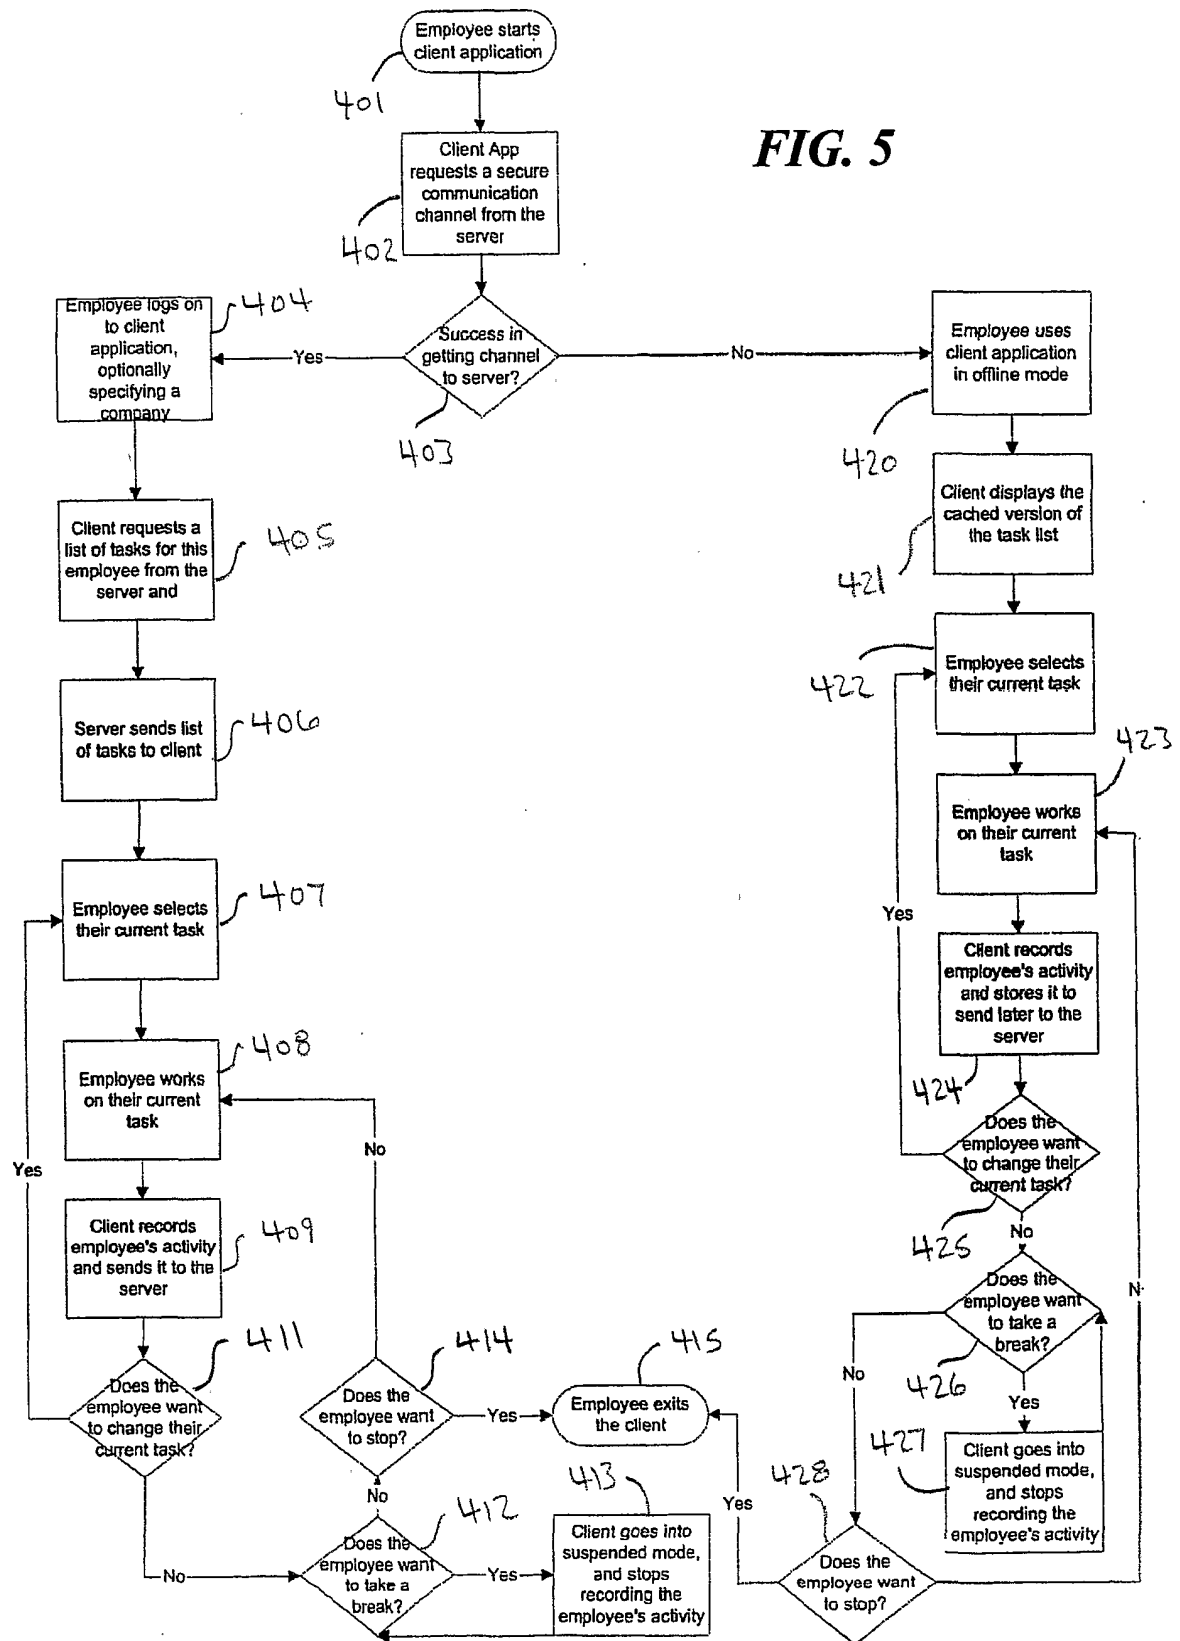 Employee starts
client application
401
FIG. 5
Client App
requests a secure
communication
channel from the
server
402
Employee logs on
to client
application,
optionally
specifying a
company
404
Yes
Success in
getting channel
to server?
403
No
Employee uses
client application
in offline mode
420
Client requests a
list of tasks for this
employee from the
server and
405
Client displays the
cached version of
the task list
421
Server sends list
of tasks to client
406
Employee selects
their current task
422
423
Employee works
on their current
task
Employee selects
their current task
407
Yes
Client records
employee's activity
and stores it to
send later to the
server
424
Employee works
on their current
task
408
No
Yes
Does the
employee want
to change their
current task?
425
No
Client records
employee's activity
and sends it to the
server
409
Does the
employee want
to take a
break?
426
N
No
Yes
411
Does the
employee want
to change their
current task?
414
Does the
employee want
to stop?
Yes
415
Employee exits
the client
427
Client goes into
suspended mode,
and stops
recording the
employee's activity
428
Yes
No
412
Does the
employee want
to take a
break?
No
Yes
413
Client goes into
suspended mode,
and stops
recording the
employee's activity
Does the
employee want
to stop?